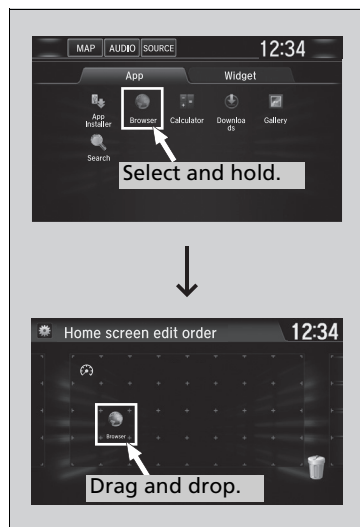 MAP AUDIO SOURCE 12:34
App Widget
App
Installer
Browser
Calculator
Downloa
ds
Gallery
Search
Select and hold.
Home screen edit order 12:34
Browser
Drag and drop.